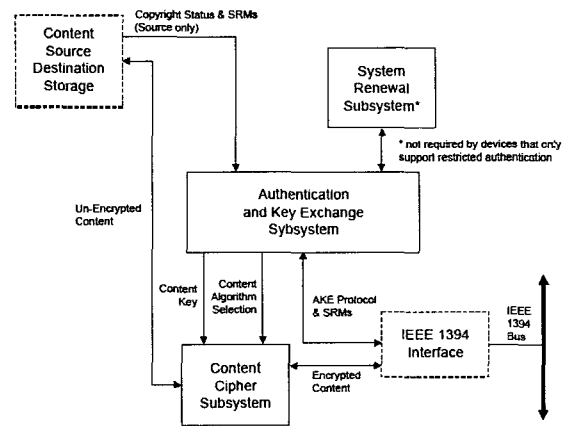 Copyright Status & SRMs
(Source only)
Content
Source
Destination
Storage
System
Renewal
Subsystem*
* not required by devices that only
support restricted authentication
Authentication
and Key Exchange
Sybsystem
Un-Encrypted
Content
Content
Key
Content
Algorithm
Selection
AKE Protocol
& SRMs
IEEE 1394
Interface
IEEE
1394
Bus
Content
Cipher
Subsystem
Encrypted
Content